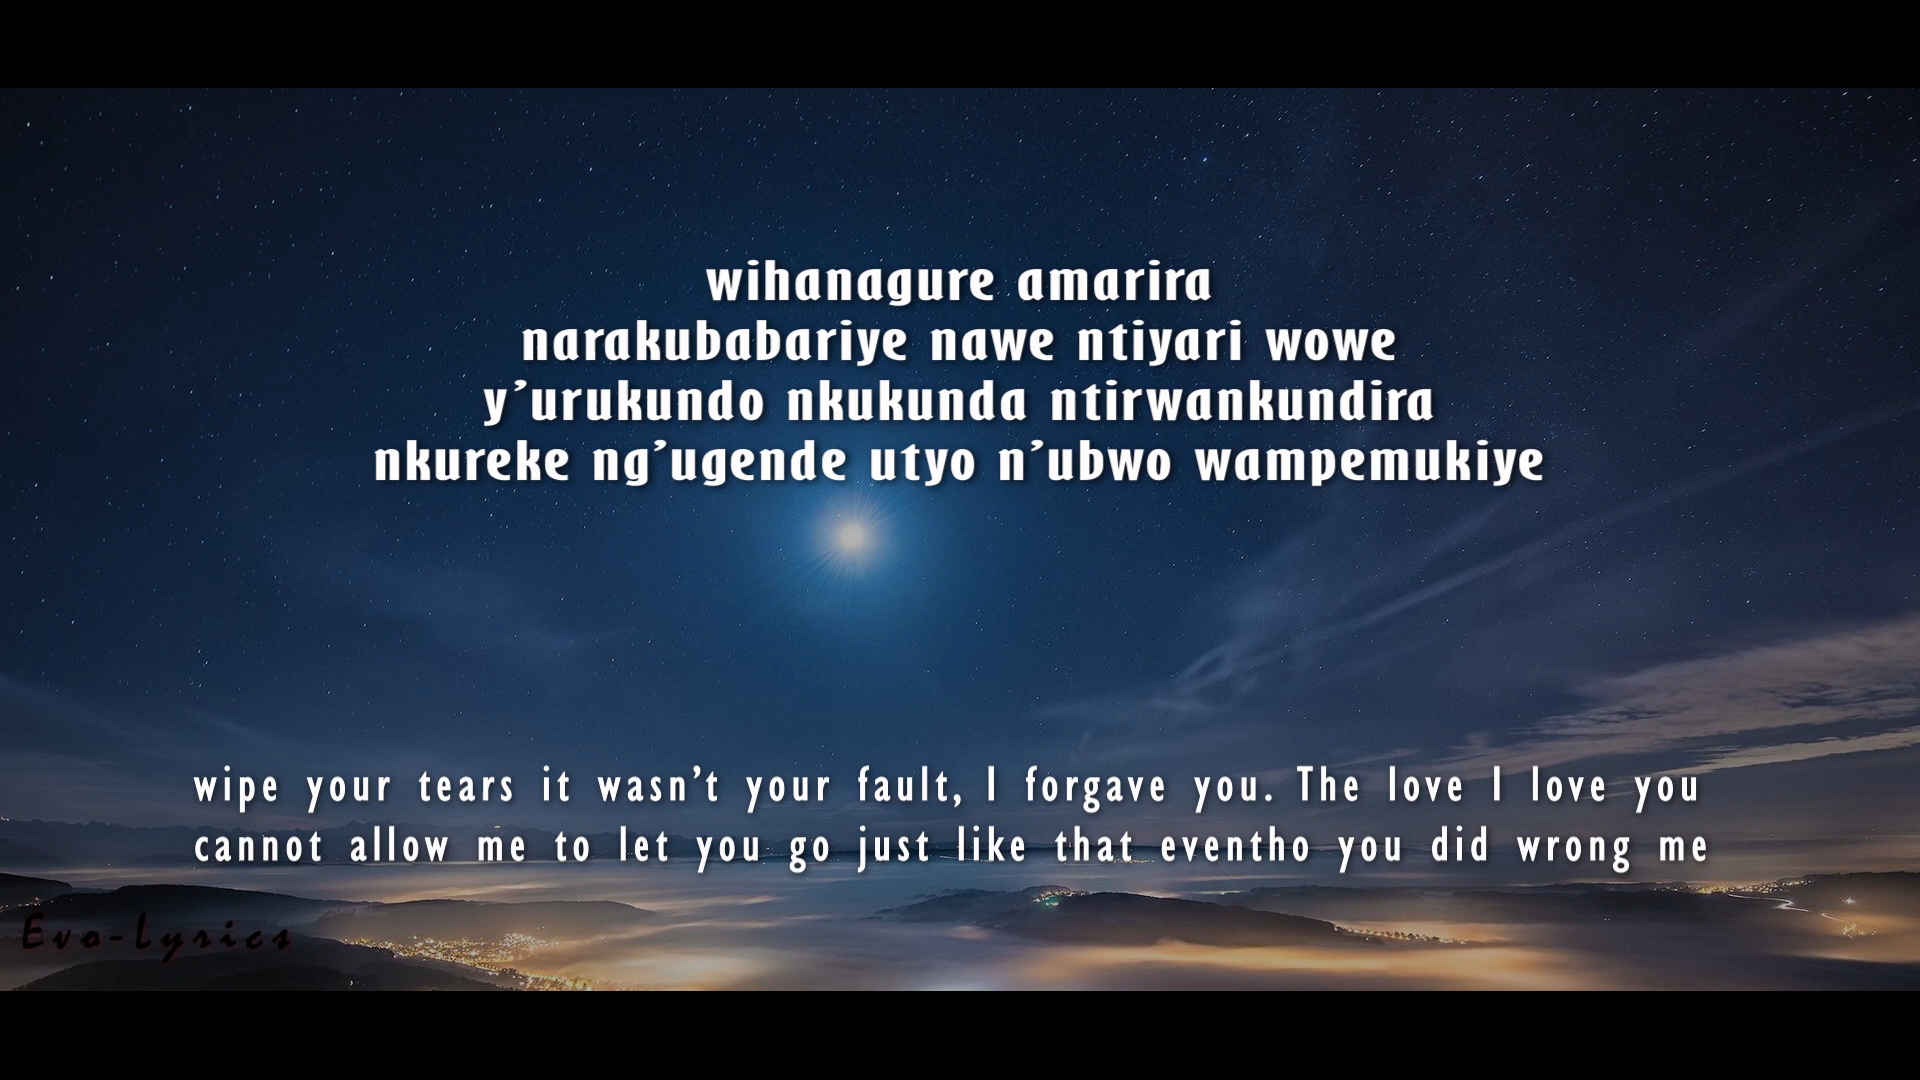 wihanagure amarira
narakubabariye nawe ntiyari wowe
y’urukundo nkukunda ntirwankundira
nkureke ng’ugende utyo n’ubwo wampemukiye
wipe your tears it wasn’t your fault, I forgave you. The love I love you
cannot allow me to let you go just like that eventho you did wrong me
Evo-Lyrics